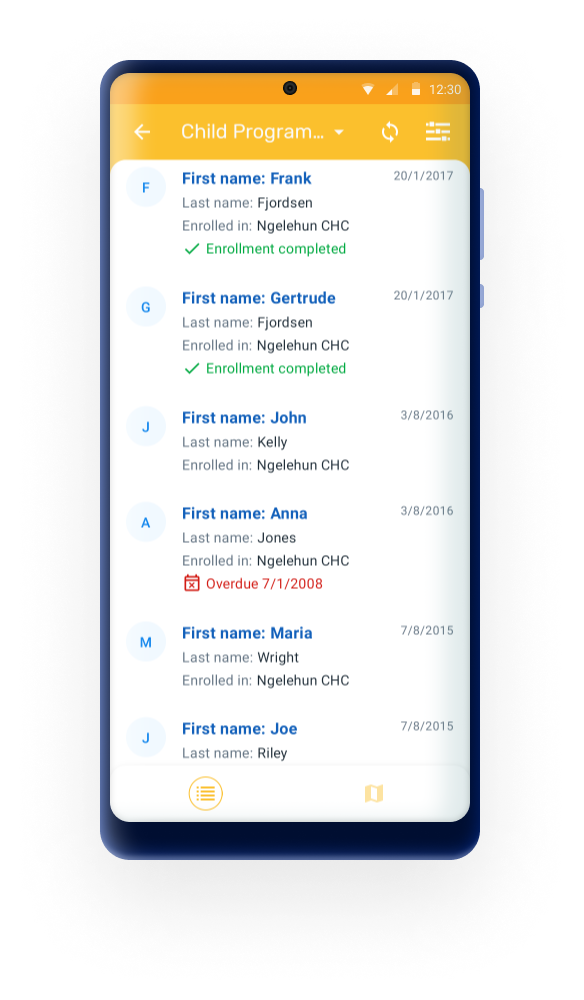 12:30
Child Program...
F
First name: Frank 20/1/2017
Last name: Fjordsen
Enrolled in: Ngelehun CHC
Enrollment completed
G
First name: Gertrude 20/1/2017
Last name: Fjordsen
Enrolled in: Ngelehun CHC
Enrollment completed
J
First name: John 3/8/2016
Last name: Kelly
Enrolled in: Ngelehun CHC
A
First name: Anna 3/8/2016
Last name: Jones
Enrolled in: Ngelehun CHC
Overdue 7/1/2008
M
First name: Maria 7/8/2015
Last name: Wright
Enrolled in: Ngelehun CHC
J
First name: Joe 7/8/2015
Last name: Riley